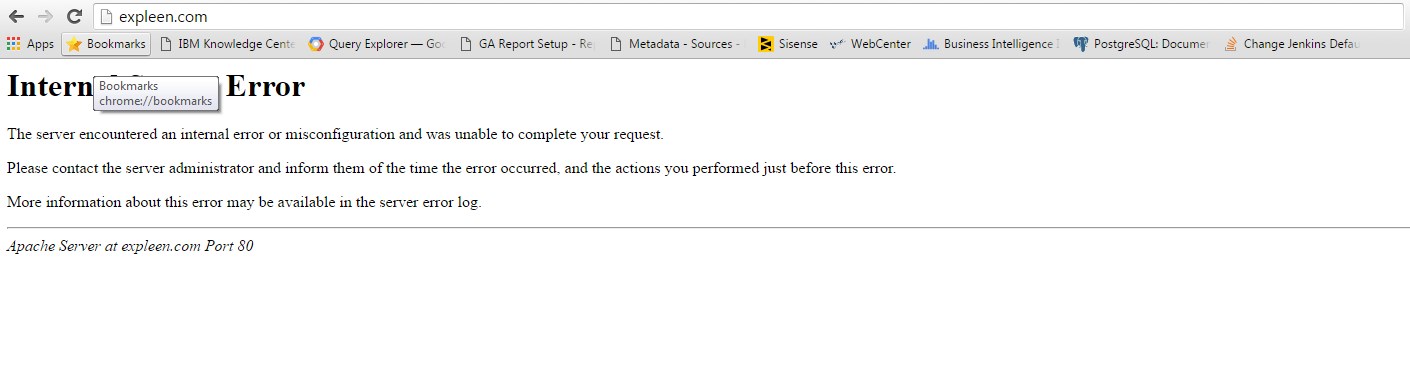 expleen.com
Apps Bookmarks IBM Knowledge Cente Query Explorer — Goo GA Report Setup - Re Metadata - Sources - Sisense WebCenter Business Intelligence PostgreSQL: Documen Change Jenkins Defau
Intern Error
Bookmarks
chrome://bookmarks
The server encountered an internal error or misconfiguration and was unable to complete your request.
Please contact the server administrator and inform them of the time the error occurred, and the actions you performed just before this error.
More information about this error may be available in the server error log.
Apache Server at expleen.com Port 80